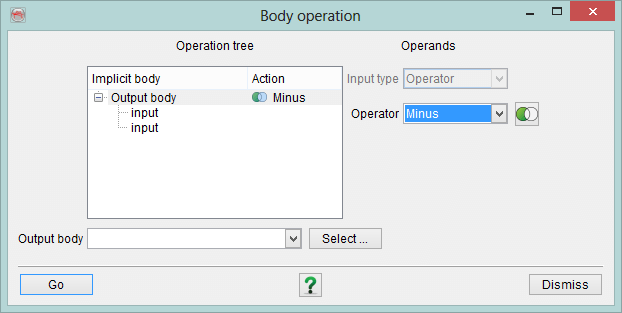 Body operation
Operation tree Operands
Implicit body Action
Input type Operator
Output body Minus
Operator Minus
input
input
Output body Select ...
Go ? Dismiss